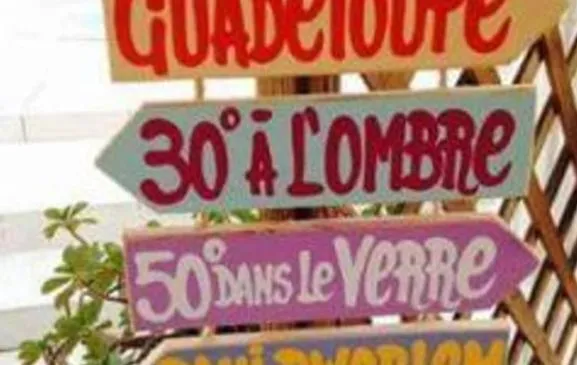 GUADELOUPE
30° À L'OMBRE
50° DANS Le VeRRe